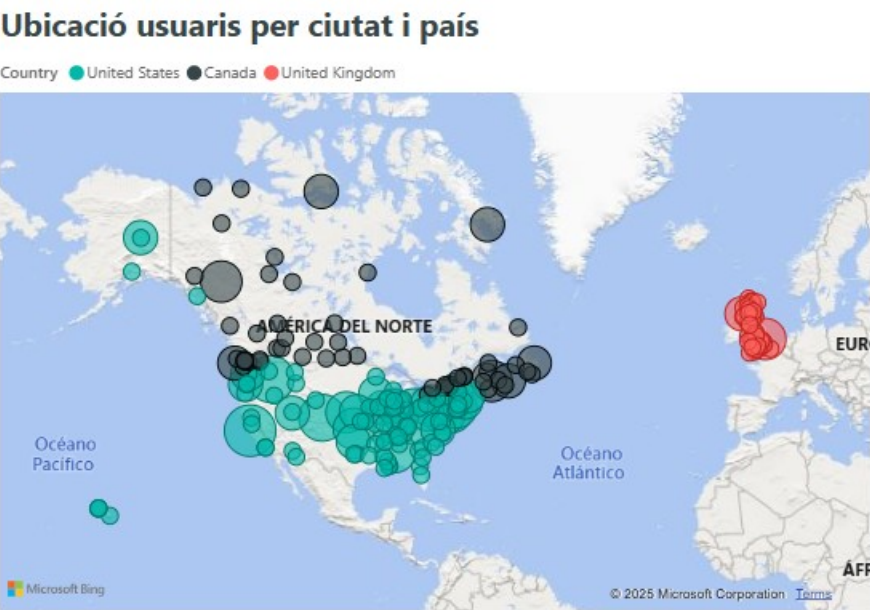 Ubicació usuaris per ciutat i país
Country United States Canada United Kingdom
AMÉRICA DEL NORTE
EUR
Océano
Pacífico
Océano
Atlántico
ÁFR
Microsoft Bing
© 2025 Microsoft Corporation Terms